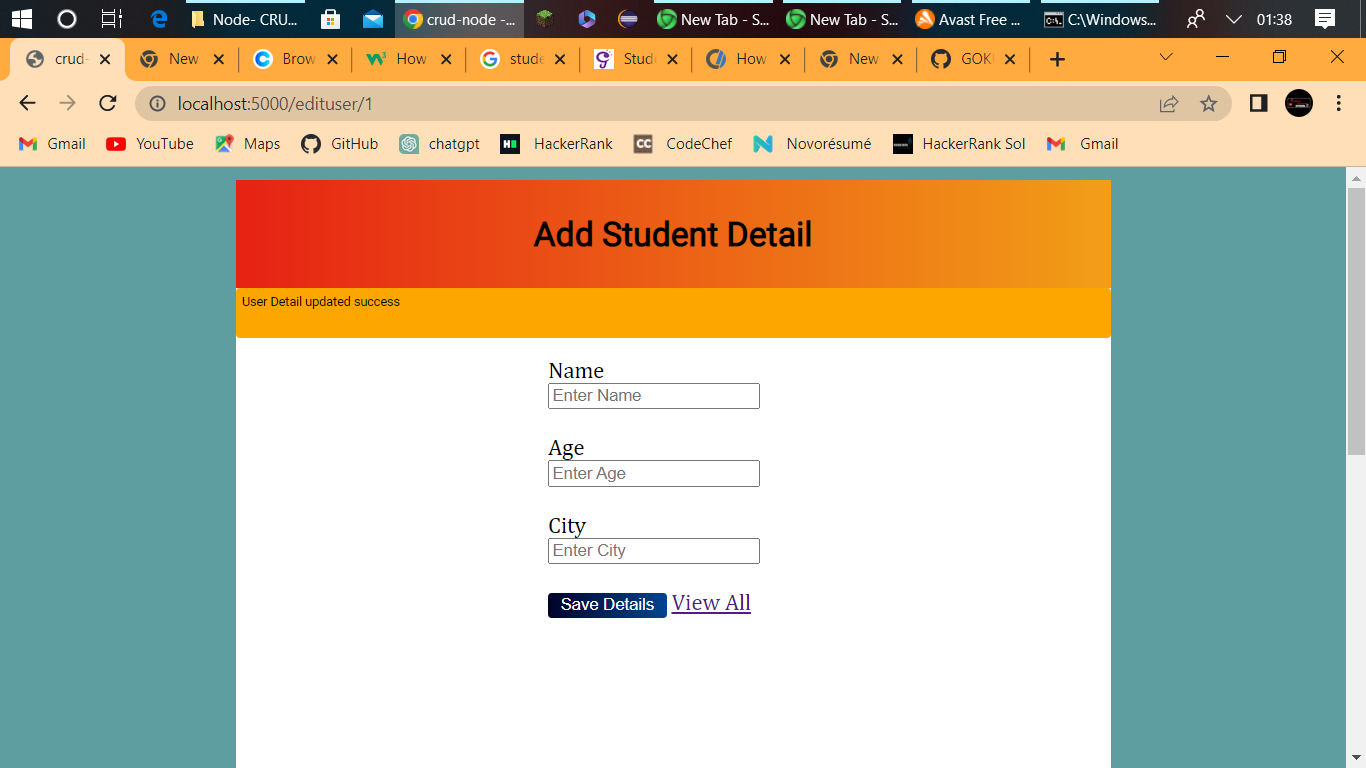 Node- CRU... crud-node -... New Tab - S... New Tab - S... Avast Free ... C:\Windows... 01:38
crud- New Brow How stude Stude How New GOK
localhost:5000/edituser/1
Gmail YouTube Maps GitHub chatgpt HackerRank CodeChef Novorésumé HackerRank Sol Gmail
Add Student Detail
User Detail updated success
Name
Enter Name
Age
Enter Age
City
Enter City
Save Details View All